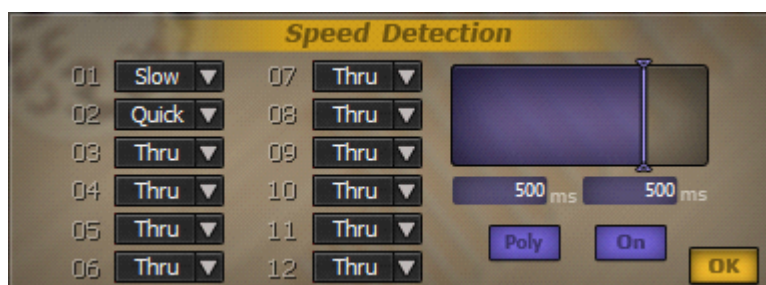 Speed Detection
01 Slow 07 Thru
02 Quick 08 Thru
03 Thru 09 Thru
04 Thru 10 Thru
05 Thru 11 Thru
06 Thru 12 Thru
500 ms 500 ms
Poly On
OK